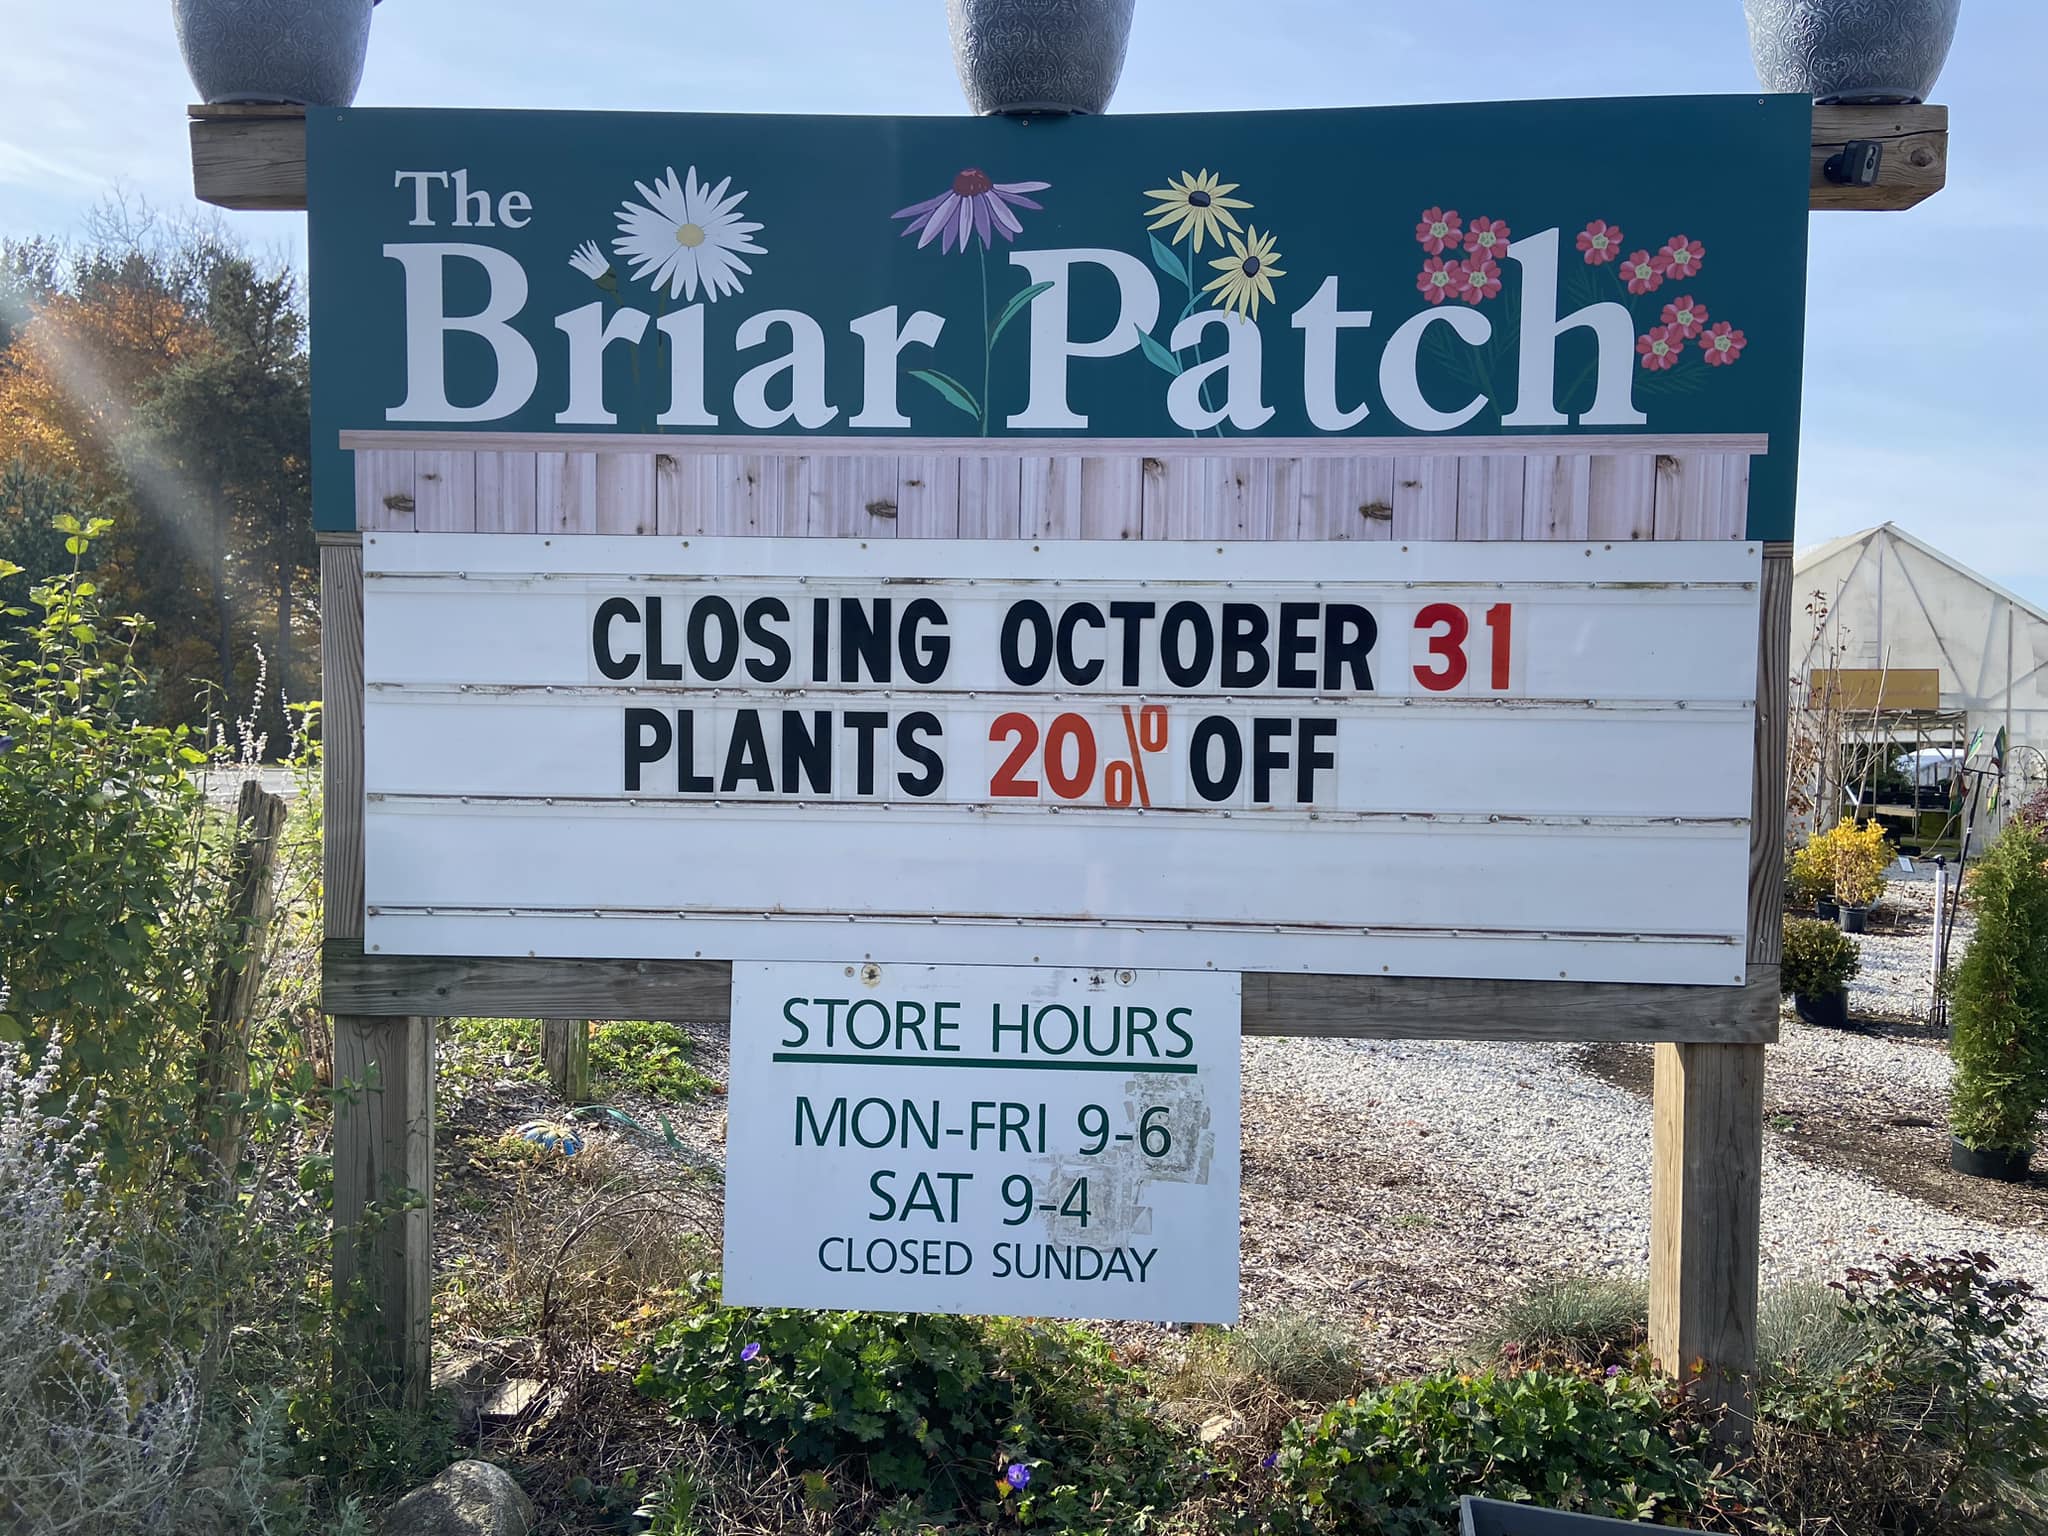 The
Briar Patch
CLOSING OCTOBER 31
PLANTS 20% OFF
STORE HOURS
MON-FRI 9-6
SAT 9-4
CLOSED SUNDAY